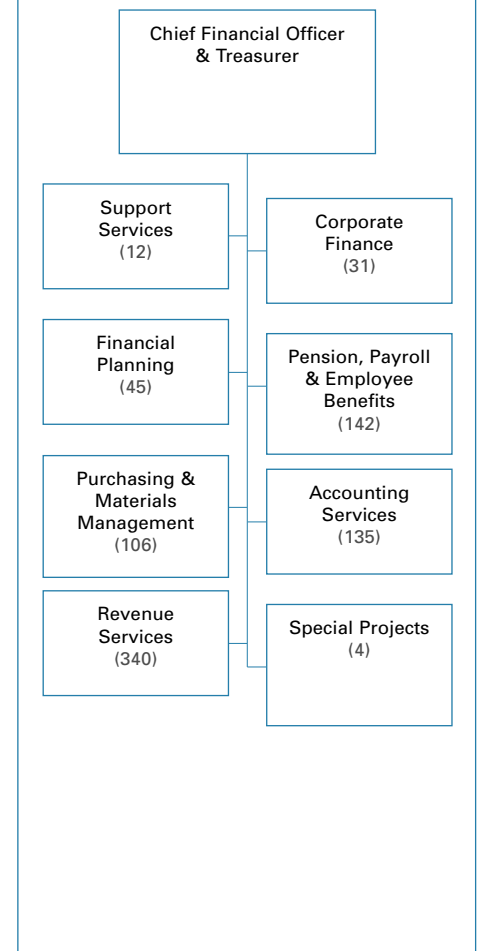 Chief Financial Officer
& Treasurer
Support
Services
(12)
Corporate
Finance
(31)
Financial
Planning
(45)
Pension, Payroll
& Employee
Benefits
(142)
Purchasing &
Materials
Management
(106)
Accounting
Services
(135)
Revenue
Services
(340)
Special Projects
(4)